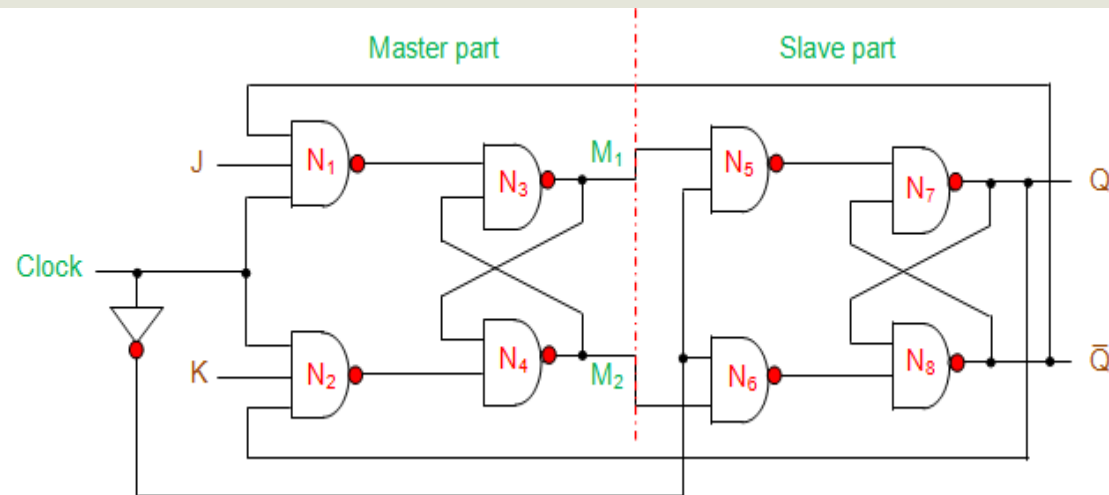 Master part
Slave part
J
N1
N3
M1
N5
N7
Q
Clock
K
N2
N4
M2
N6
N8
Q̅